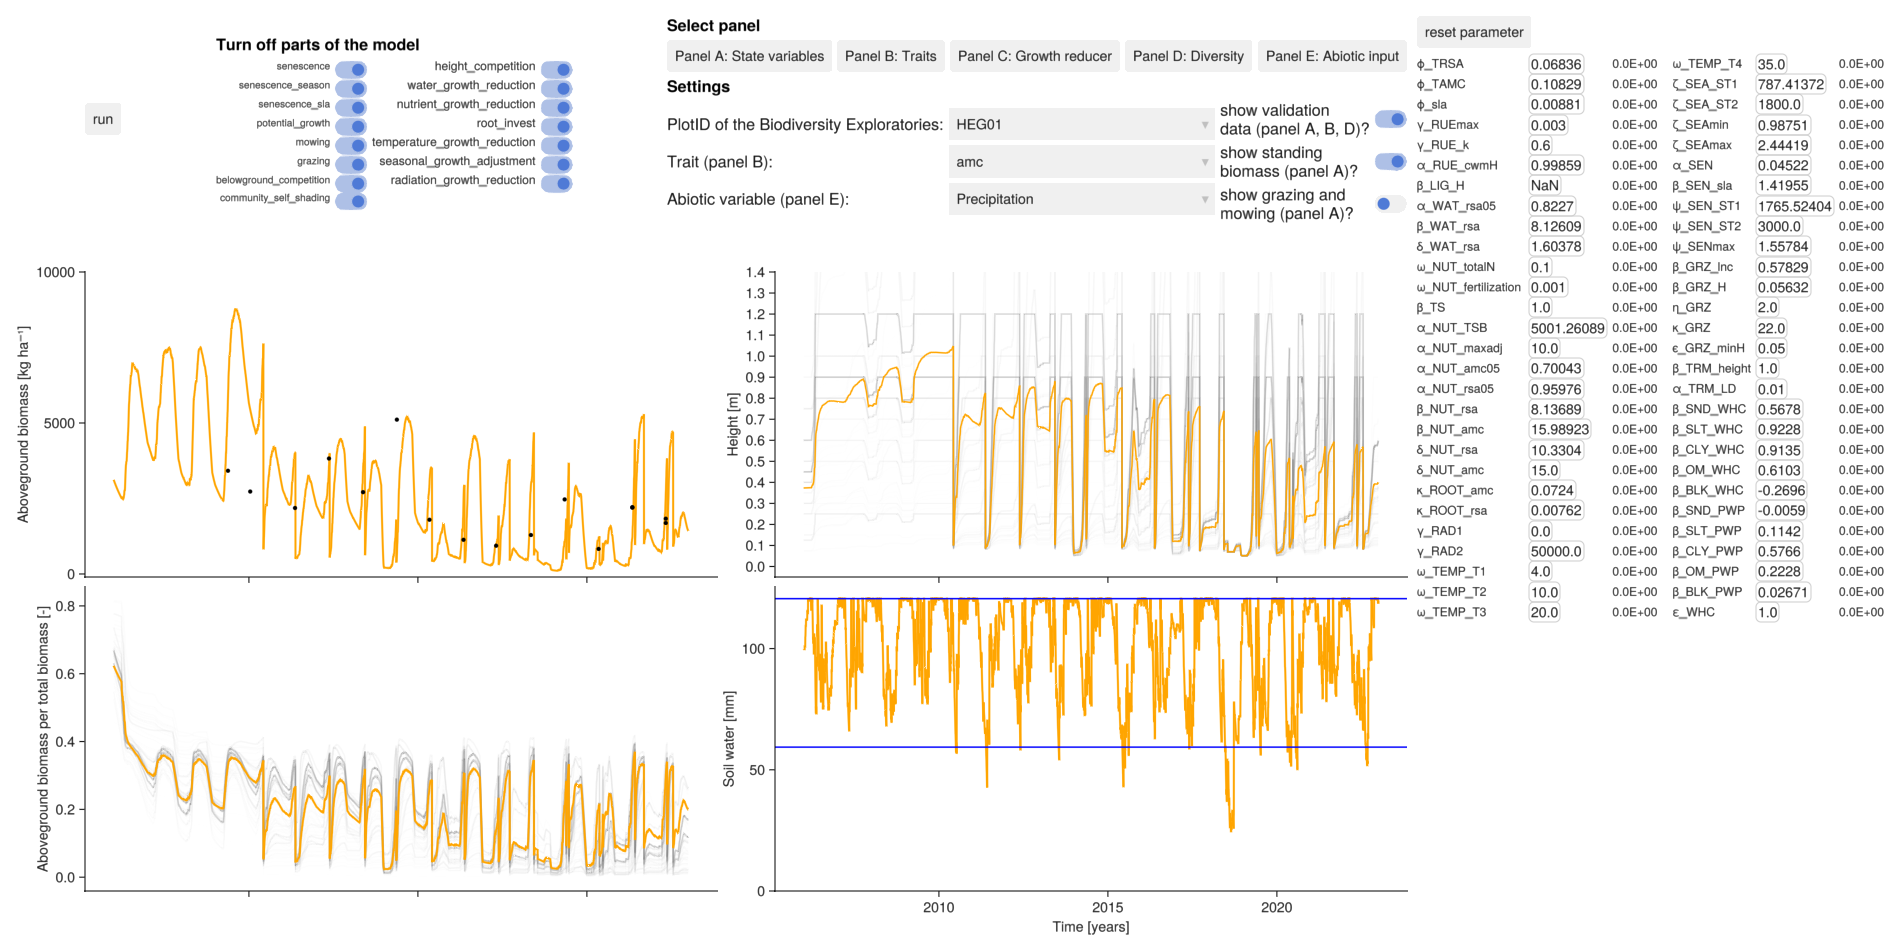 Turn off parts of the model
senescence
senescence_season
senescence_sla
potential_growth
mowing
grazing
belowground_competition
community_self_shading
height_competition
water_growth_reduction
nutrient_growth_reduction
root_invest
temperature_growth_reduction
seasonal_growth_adjustment
radiation_growth_reduction
run
Select panel
Panel A: State variables
Panel B: Traits
Panel C: Growth reducer
Panel D: Diversity
Panel E: Abiotic input
Settings
PlotID of the Biodiversity Exploratories:
HEG01
show validation
data (panel A, B, D)?
Trait (panel B):
amc
show standing
biomass (panel A)?
Abiotic variable (panel E):
Precipitation
show grazing and
mowing (panel A)?
reset parameter
ϕ_TRSA 0.06836 0.0E+00 ω_TEMP_T4 35.0 0.0E+00
ϕ_TAMC 0.10829 0.0E+00 ζ_SEA_ST1 787.41372 0.0E+00
ϕ_sla 0.00881 0.0E+00 ζ_SEA_ST2 1800.0 0.0E+00
γ_RUEmax 0.003 0.0E+00 ζ_SEAmin 0.98751 0.0E+00
γ_RUE_k 0.6 0.0E+00 ζ_SEAmax 2.44419 0.0E+00
α_RUE_cwmH 0.99859 0.0E+00 α_SEN 0.04522 0.0E+00
β_LIG_H NaN 0.0E+00 β_SEN_sla 1.41955 0.0E+00
α_WAT_rsa05 0.8227 0.0E+00 ψ_SEN_ST1 1765.52404 0.0E+00
β_WAT_rsa 8.12609 0.0E+00 ψ_SEN_ST2 3000.0 0.0E+00
δ_WAT_rsa 1.60378 0.0E+00 ψ_SENmax 1.55784 0.0E+00
ω_NUT_totalN 0.1 0.0E+00 β_GRZ_lnc 0.57829 0.0E+00
ω_NUT_fertilization 0.001 0.0E+00 β_GRZ_H 0.05632 0.0E+00
β_TS 1.0 0.0E+00 η_GRZ 2.0 0.0E+00
α_NUT_TSB 5001.26089 0.0E+00 κ_GRZ 22.0 0.0E+00
α_NUT_maxadj 10.0 0.0E+00 ϵ_GRZ_minH 0.05 0.0E+00
α_NUT_amc05 0.70043 0.0E+00 β_TRM_height 1.0 0.0E+00
α_NUT_rsa05 0.95976 0.0E+00 α_TRM_LD 0.01 0.0E+00
β_NUT_rsa 8.13689 0.0E+00 β_SND_WHC 0.5678 0.0E+00
β_NUT_amc 15.98923 0.0E+00 β_SLT_WHC 0.9228 0.0E+00
δ_NUT_rsa 10.3304 0.0E+00 β_CLY_WHC 0.9135 0.0E+00
δ_NUT_amc 15.0 0.0E+00 β_OM_WHC 0.6103 0.0E+00
κ_ROOT_amc 0.0724 0.0E+00 β_BLK_WHC -0.2696 0.0E+00
κ_ROOT_rsa 0.00762 0.0E+00 β_SND_PWP -0.0059 0.0E+00
γ_RAD1 0.0 0.0E+00 β_SLT_PWP 0.1142 0.0E+00
γ_RAD2 50000.0 0.0E+00 β_CLY_PWP 0.5766 0.0E+00
ω_TEMP_T1 4.0 0.0E+00 β_OM_PWP 0.2228 0.0E+00
ω_TEMP_T2 10.0 0.0E+00 β_BLK_PWP 0.02671 0.0E+00
ω_TEMP_T3 20.0 0.0E+00 ϵ_WHC 1.0 0.0E+00
Aboveground biomass [kg ha⁻¹]
10000
5000
0
Height [m]
1.4
1.3
1.2
1.1
1.0
0.9
0.8
0.7
0.6
0.5
0.4
0.3
0.2
0.1
0.0
Aboveground biomass per total biomass [-]
0.8
0.6
0.4
0.2
0.0
Soil water [mm]
100
50
0
2010 2015 2020
Time [years]